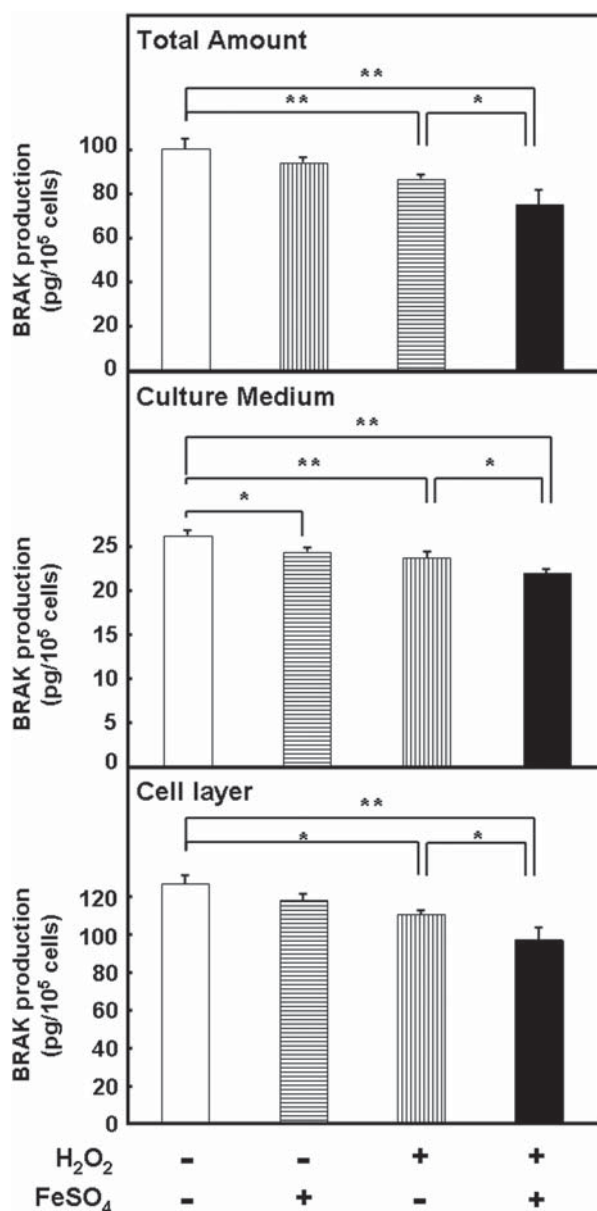 Total Amount
**
**
*
100
80
60
40
20
0
BRAK production
(pg/10⁵ cells)
Culture Medium
**
**
*
*
25
20
15
10
5
0
BRAK production
(pg/10⁵ cells)
Cell layer
**
*
*
120
100
80
60
40
20
0
BRAK production
(pg/10⁵ cells)
H₂O₂ - - + +
FeSO₄ - + - +